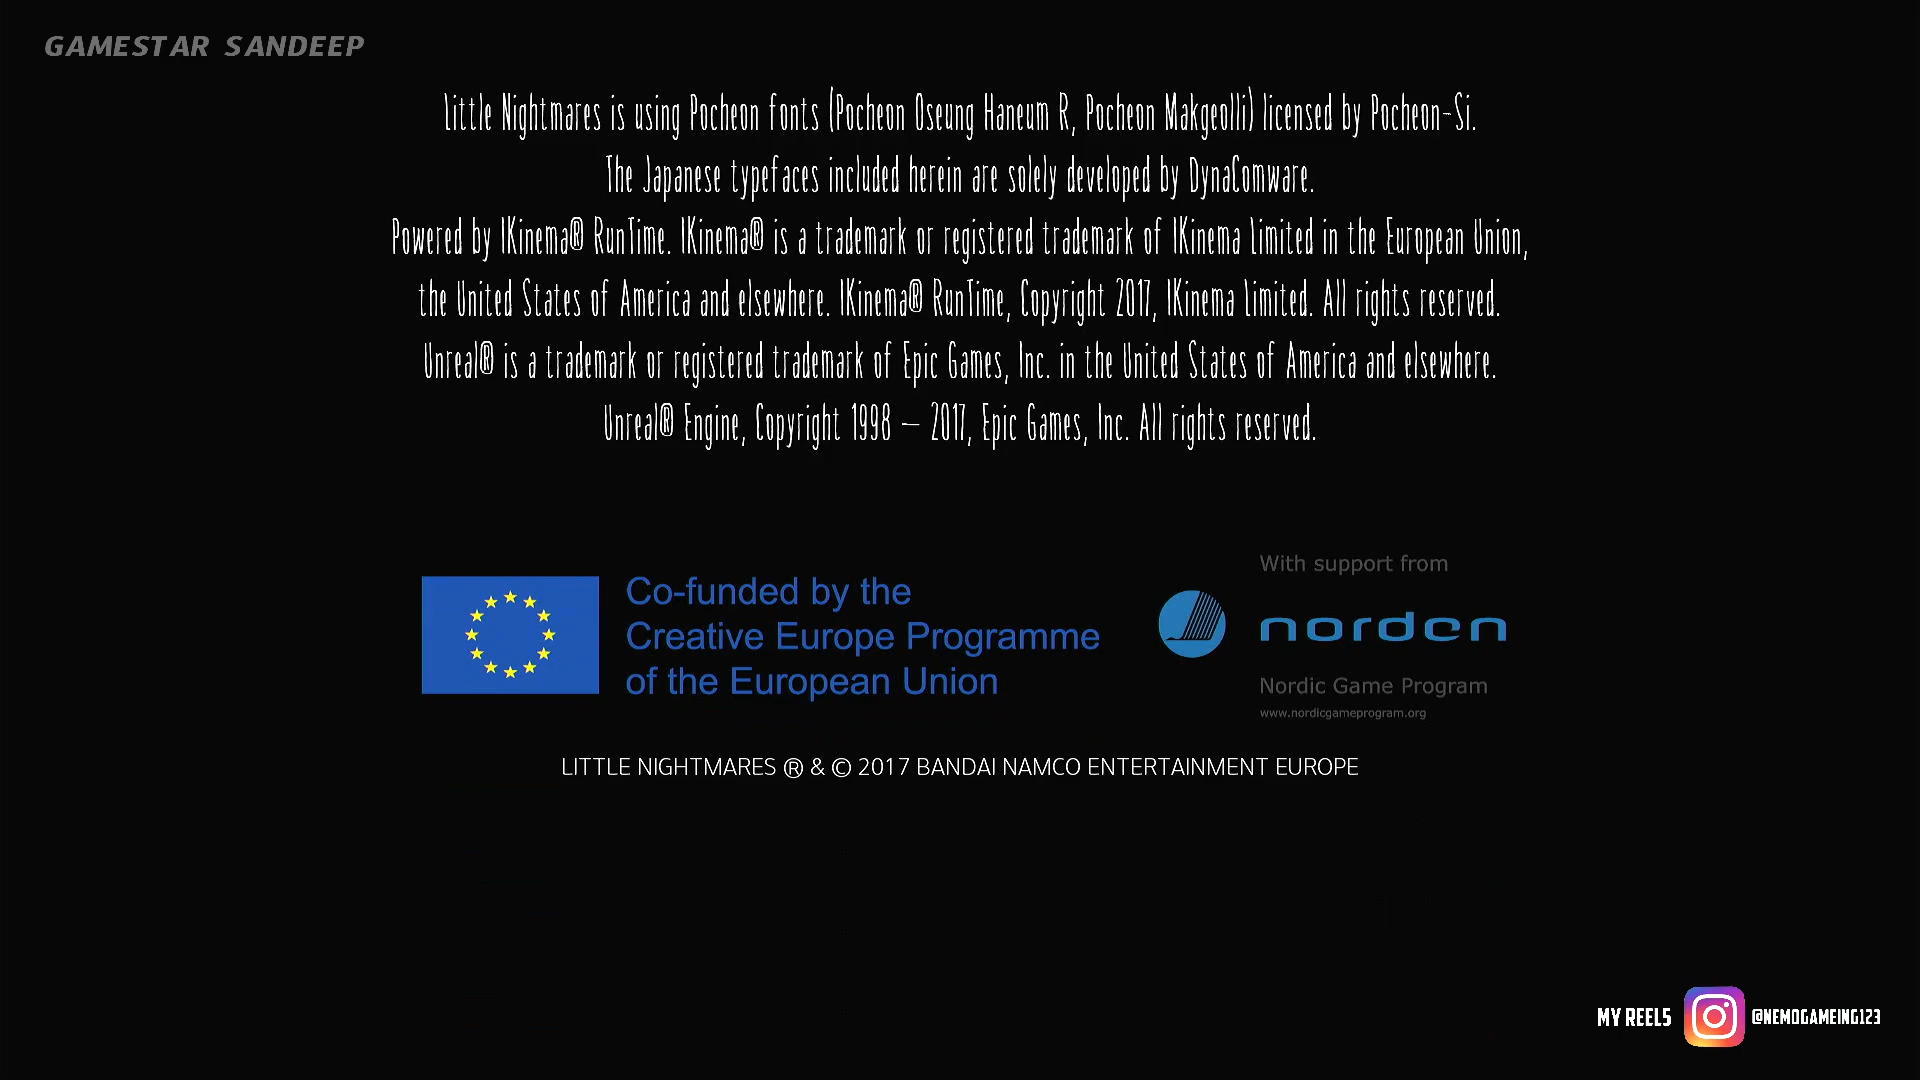 GAMESTAR SANDEEP
Little Nightmares is using Pocheon fonts (Pocheon Oseung Haneum R, Pocheon Makgeolli) licensed by Pocheon-Si.
The Japanese typefaces included herein are solely developed by DynaComware.
Powered by IKinema® RunTime. IKinema® is a trademark or registered trademark of IKinema Limited in the European Union,
the United States of America and elsewhere. IKinema® RunTime, Copyright 2017, IKinema Limited. All rights reserved.
Unreal® is a trademark or registered trademark of Epic Games, Inc. in the United States of America and elsewhere.
Unreal® Engine, Copyright 1998 – 2017, Epic Games, Inc. All rights reserved.
Co-funded by the
Creative Europe Programme
of the European Union
With support from
norden
Nordic Game Program
www.nordicgameprogram.org
LITTLE NIGHTMARES ® & © 2017 BANDAI NAMCO ENTERTAINMENT EUROPE
MY REELS @NEMOGAMEING123